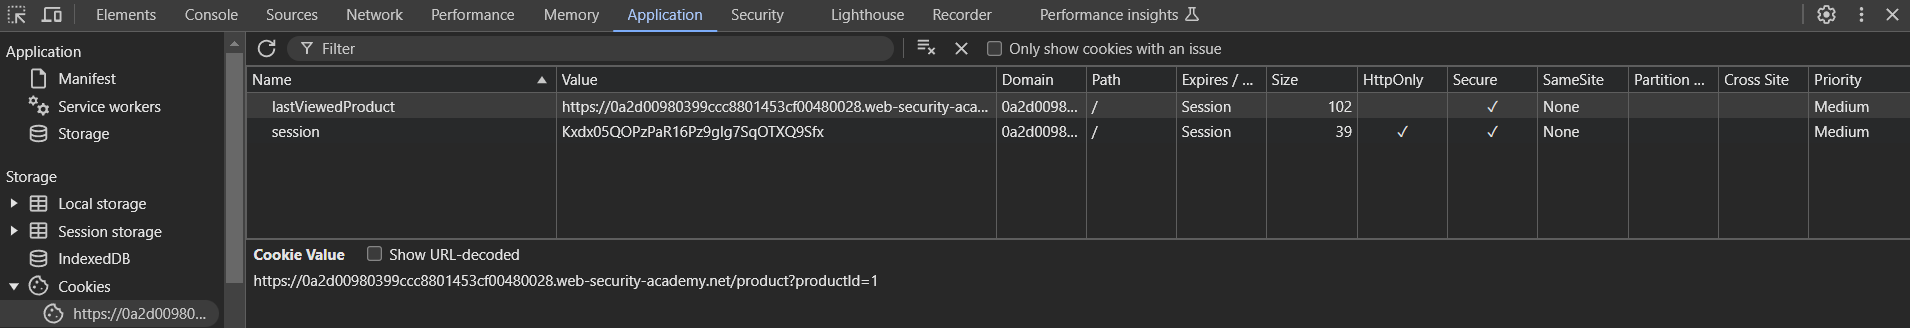 Elements Console Sources Network Performance Memory Application Security Lighthouse Recorder Performance insights
Application
Manifest
Service workers
Storage
Storage
Local storage
Session storage
IndexedDB
Cookies
https://0a2d00980...
Filter Only show cookies with an issue
Name Value Domain Path Expires / ... Size HttpOnly Secure SameSite Partition ... Cross Site Priority
lastViewedProduct https://0a2d00980399ccc8801453cf00480028.web-security-aca... 0a2d0098... / Session 102 ✓ None Medium
session Kxdx05QOPzPaR16Pz9glg7SqOTXQ9Sfx 0a2d0098... / Session 39 ✓ ✓ None Medium
Cookie Value Show URL-decoded
https://0a2d00980399ccc8801453cf00480028.web-security-academy.net/product?productId=1